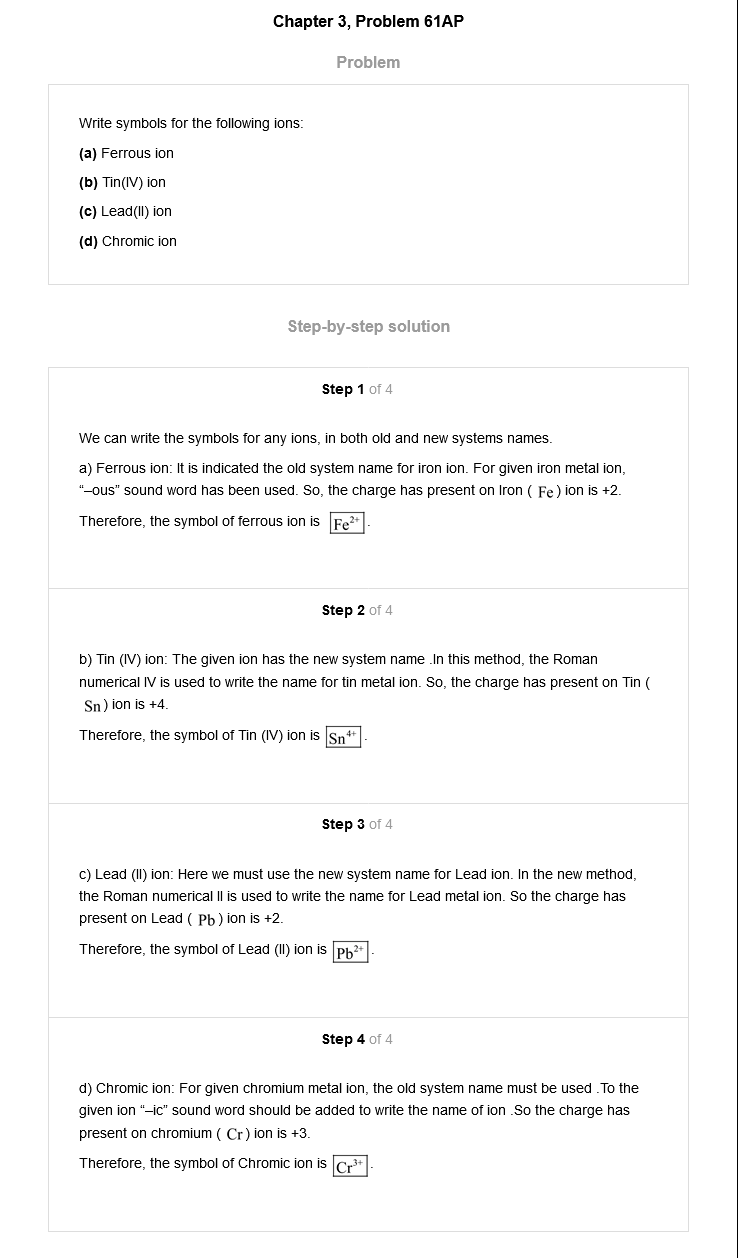 Chapter 3, Problem 61AP
Problem
Write symbols for the following ions:
(a) Ferrous ion
(b) Tin(IV) ion
(c) Lead(II) ion
(d) Chromic ion
Step-by-step solution
Step 1 of 4
We can write the symbols for any ions, in both old and new systems names.
a) Ferrous ion: It is indicated the old system name for iron ion. For given iron metal ion,
“–ous” sound word has been used. So, the charge has present on Iron ( Fe ) ion is +2.
Therefore, the symbol of ferrous ion is Fe²⁺ .
Step 2 of 4
b) Tin (IV) ion: The given ion has the new system name .In this method, the Roman
numerical IV is used to write the name for tin metal ion. So, the charge has present on Tin (
Sn ) ion is +4.
Therefore, the symbol of Tin (IV) ion is Sn⁴⁺ .
Step 3 of 4
c) Lead (II) ion: Here we must use the new system name for Lead ion. In the new method,
the Roman numerical II is used to write the name for Lead metal ion. So the charge has
present on Lead ( Pb ) ion is +2.
Therefore, the symbol of Lead (II) ion is Pb²⁺ .
Step 4 of 4
d) Chromic ion: For given chromium metal ion, the old system name must be used .To the
given ion “–ic” sound word should be added to write the name of ion .So the charge has
present on chromium ( Cr ) ion is +3.
Therefore, the symbol of Chromic ion is Cr³⁺ .